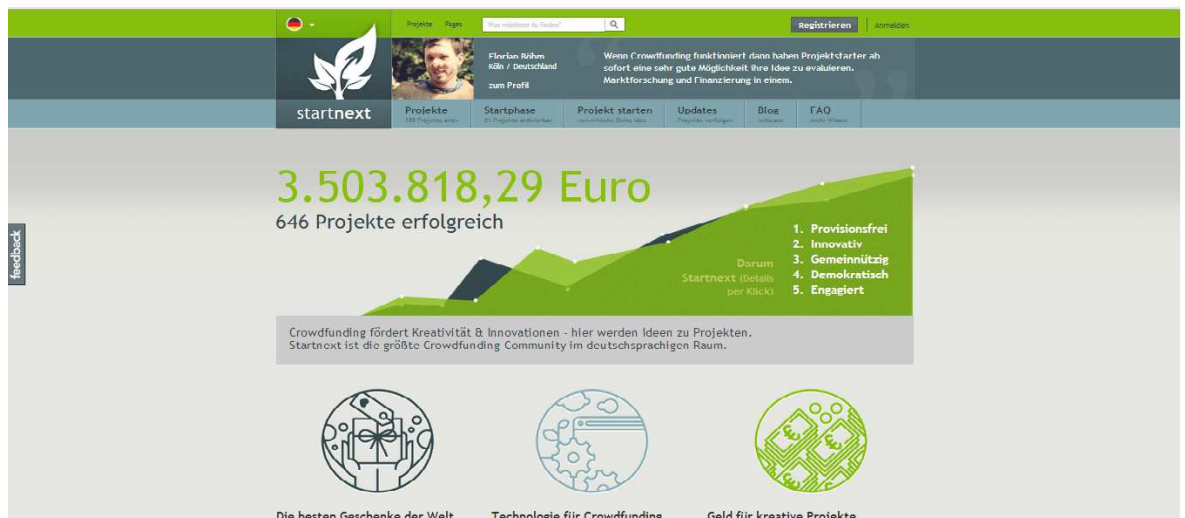 Projekte Pages Was möchtest du finden? Registrieren Anmelden
Florian Böhm
Köln / Deutschland
zum Profil
Wenn Crowdfunding funktioniert dann haben Projektstarter ab
sofort eine sehr gute Möglichkeit ihre Idee zu evaluieren.
Marktforschung und Finanzierung in einem.
startnext
Projekte Startphase Projekt starten Updates Blog FAQ
3.503.818,29 Euro
646 Projekte erfolgreich
Darum
Startnext (Details
per Klick)
1. Provisionsfrei
2. Innovativ
3. Gemeinnützig
4. Demokratisch
5. Engagiert
feedback
Crowdfunding fördert Kreativität & Innovationen - hier werden Ideen zu Projekten.
Startnext ist die größte Crowdfunding Community im deutschsprachigen Raum.
Die besten Geschenke der Welt Technologie für Crowdfunding Geld für kreative Projekte